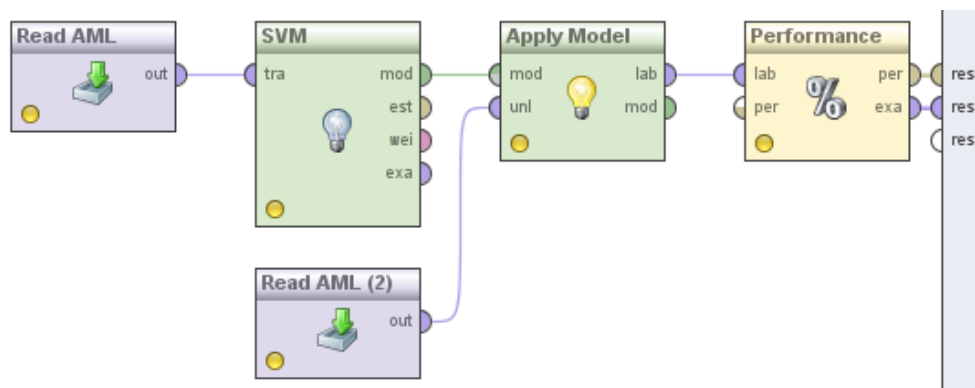 Read AML
out
SVM
tra
mod
est
wei
exa
Apply Model
mod
lab
unl
mod
Performance
%
lab
per
res
per
exa
res
res
Read AML (2)
out